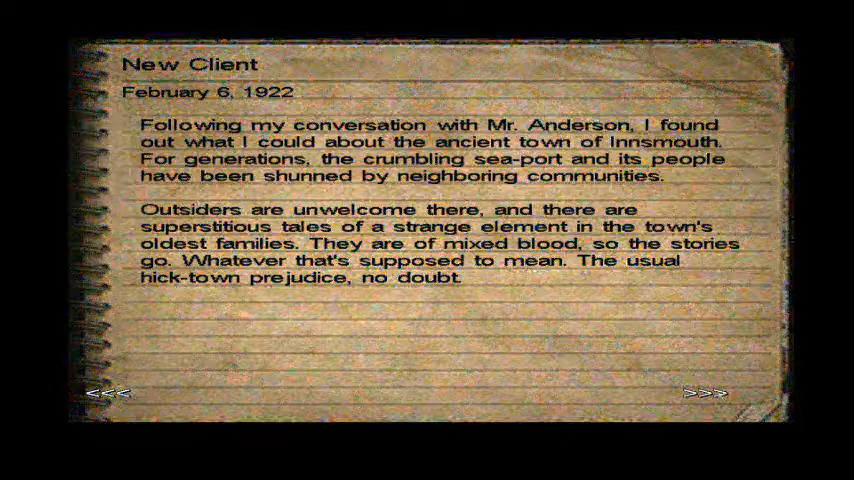 New Client
February 6, 1922
Following my conversation with Mr. Anderson, I found
out what I could about the ancient town of Innsmouth.
For generations, the crumbling sea-port and its people
have been shunned by neighboring communities.
Outsiders are unwelcome there, and there are
superstitious tales of a strange element in the town's
oldest families. They are of mixed blood, so the stories
go. Whatever that's supposed to mean. The usual
hick-town prejudice, no doubt.
<<< >>>